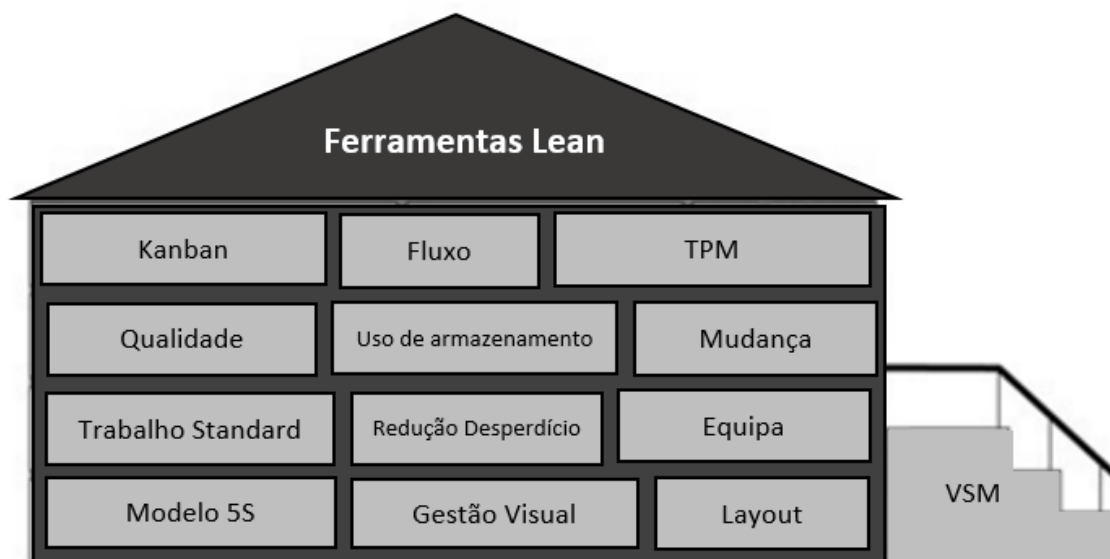 Ferramentas Lean
Kanban
Fluxo
TPM
Qualidade
Uso de armazenamento
Mudança
Trabalho Standard
Redução Desperdício
Equipa
Modelo 5S
Gestão Visual
Layout
VSM